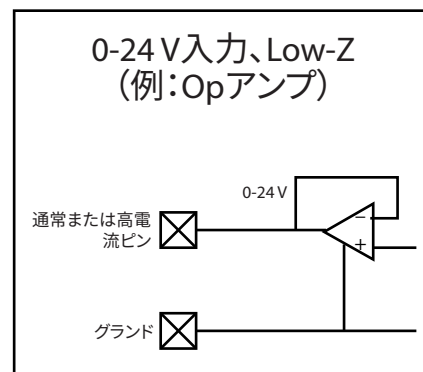 0-24 V入力、Low-Z
（例：Opアンプ）
0-24 V
通常または高電
流ピン
−
+
グランド